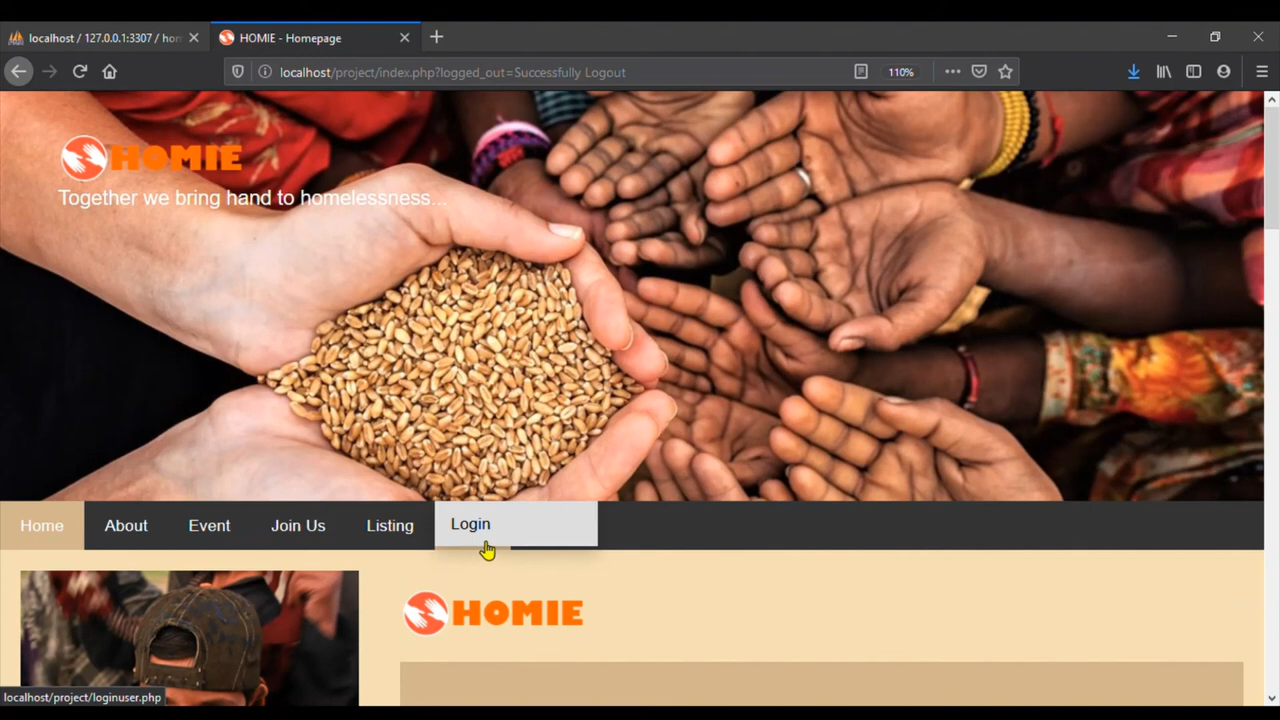 localhost / 127.0.0.1:3307 / hom
HOMIE - Homepage
localhost/project/index.php?logged_out=Successfully Logout
110%
HOMIE
Together we bring hand to homelessness...
Home
About
Event
Join Us
Listing
Login
HOMIE
localhost/project/loginuser.php